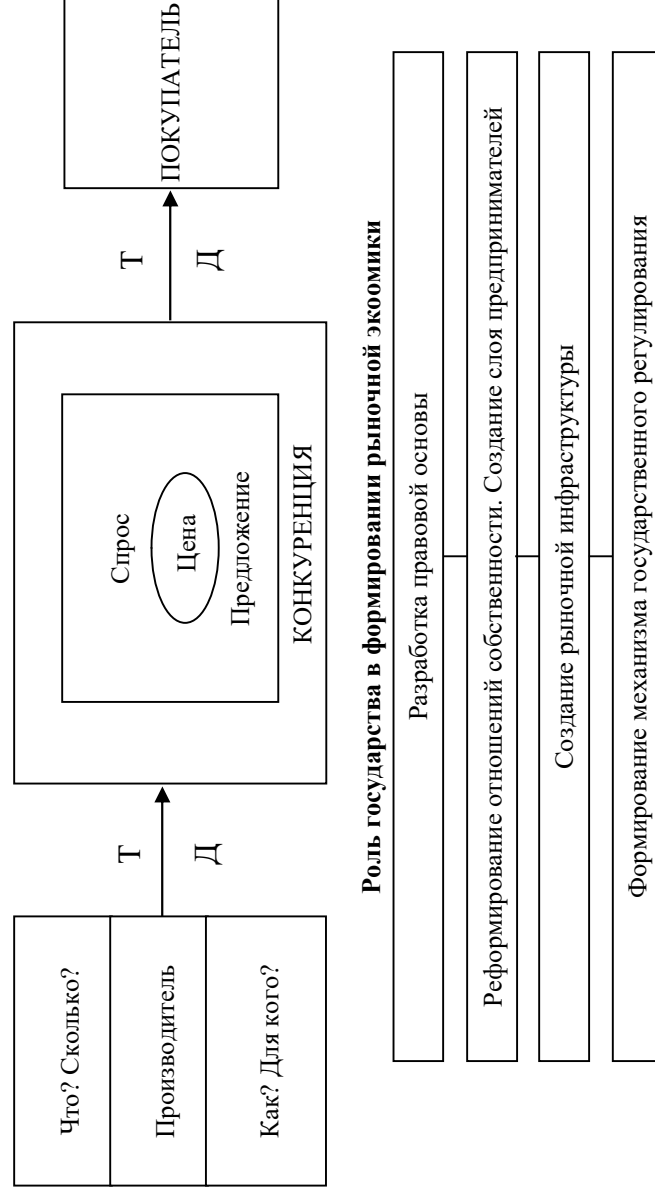 Что? Сколько?
Производитель
Как? Для кого?
Т
Д
Спрос
Цена
Предложение
КОНКУРЕНЦИЯ
Т
Д
ПОКУПАТЕЛЬ
Роль государства в формировании рыночной экоомики
Разработка правовой основы
Реформирование отношений собственности. Создание слоя предпринимателей
Создание рыночной инфраструктуры
Формирование механизма государственного регулирования